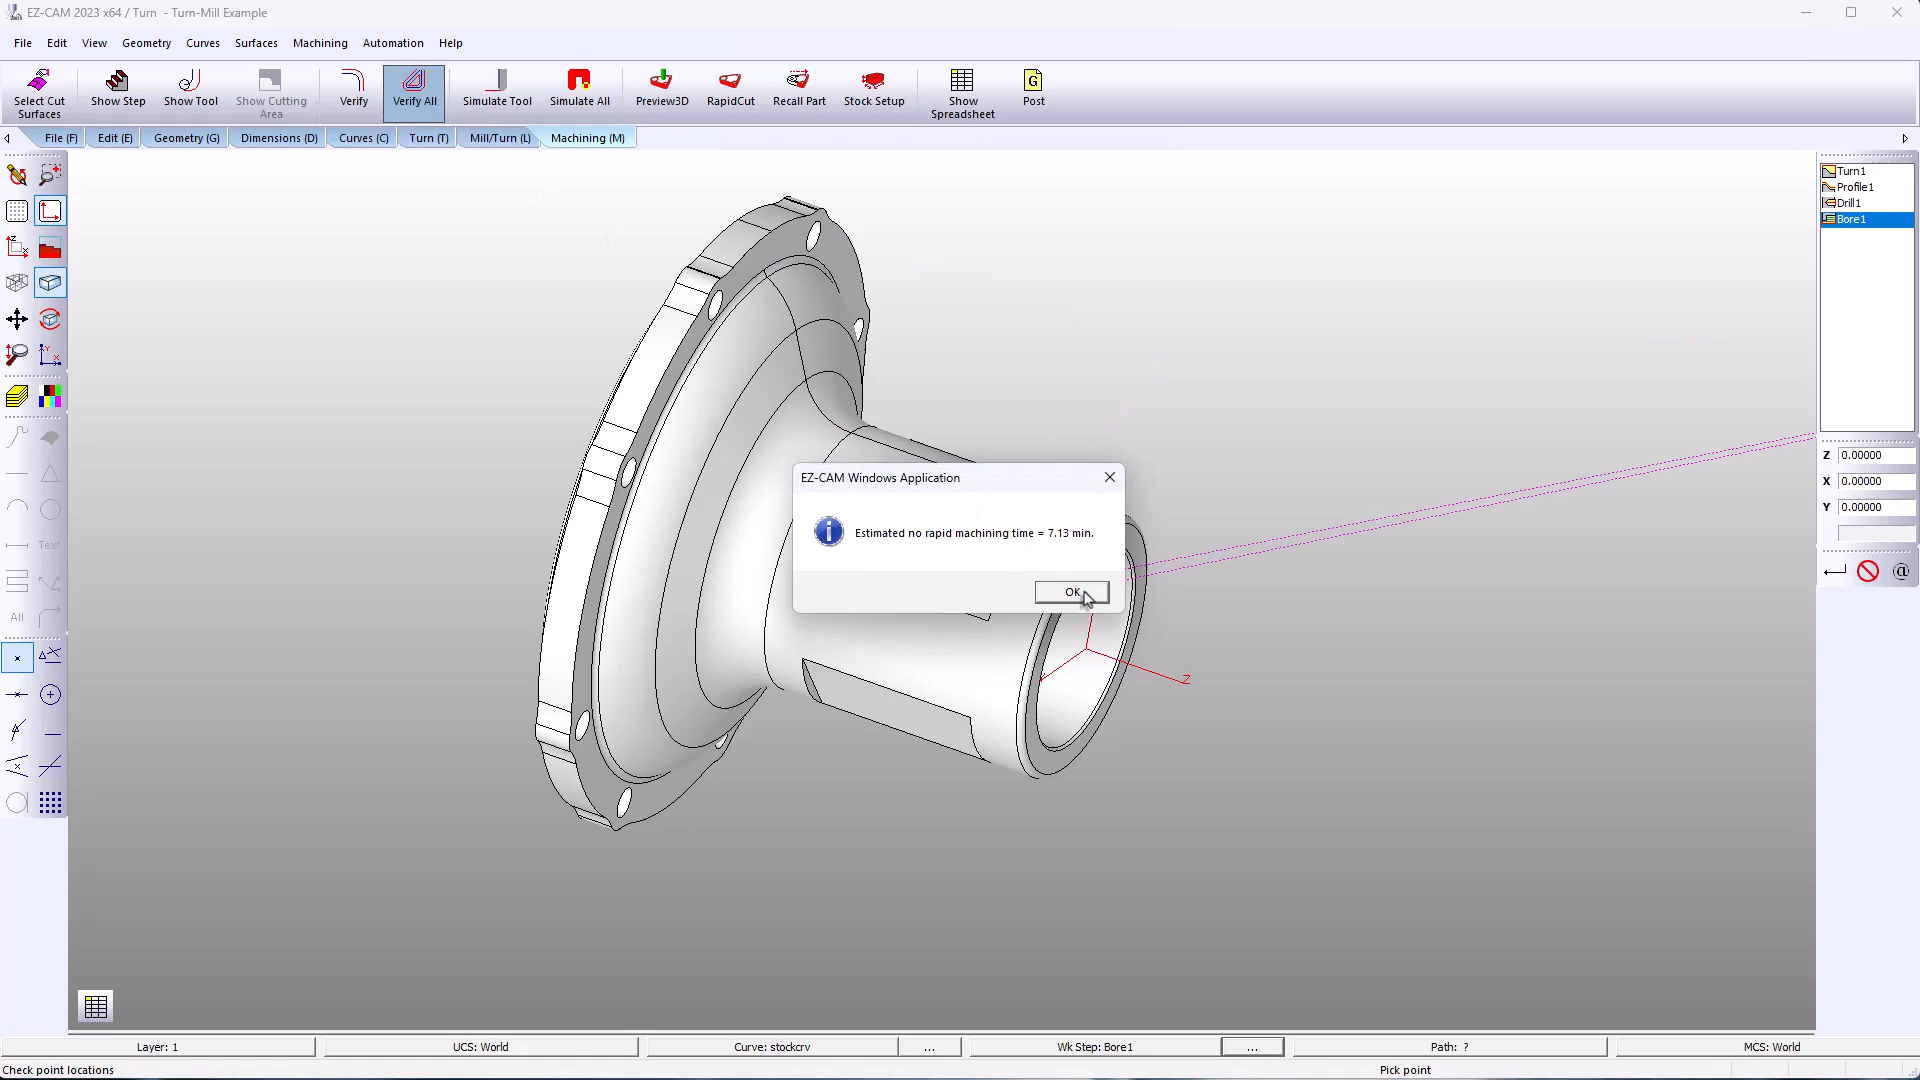 EZ-CAM 2023 x64 / Turn - Turn-Mill Example
File Edit View Geometry Curves Surfaces Machining Automation Help
Select Cut Surfaces
Show Step
Show Tool
Show Cutting Area
Verify
Verify All
Simulate Tool
Simulate All
Preview3D
RapidCut
Recall Part
Stock Setup
Show Spreadsheet
G
Post
File (F) Edit (E) Geometry (G) Dimensions (D) Curves (C) Turn (T) Mill/Turn (L) Machining (M)
Turn1
Profile1
Drill1
Bore1
Z 0.00000
X 0.00000
Y 0.00000
@
Text
All
EZ-CAM Windows Application
Estimated no rapid machining time = 7.13 min.
OK
Z
Layer: 1 UCS: World Curve: stockcrv ... Wk Step: Bore1 ... Path: ? MCS: World
Check point locations Pick point